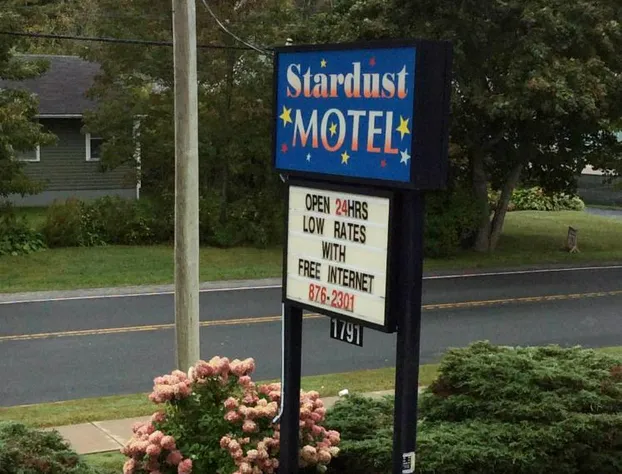 Stardust
MOTEL
OPEN 24HRS
LOW RATES
WITH
FREE INTERNET
876-2301
1791